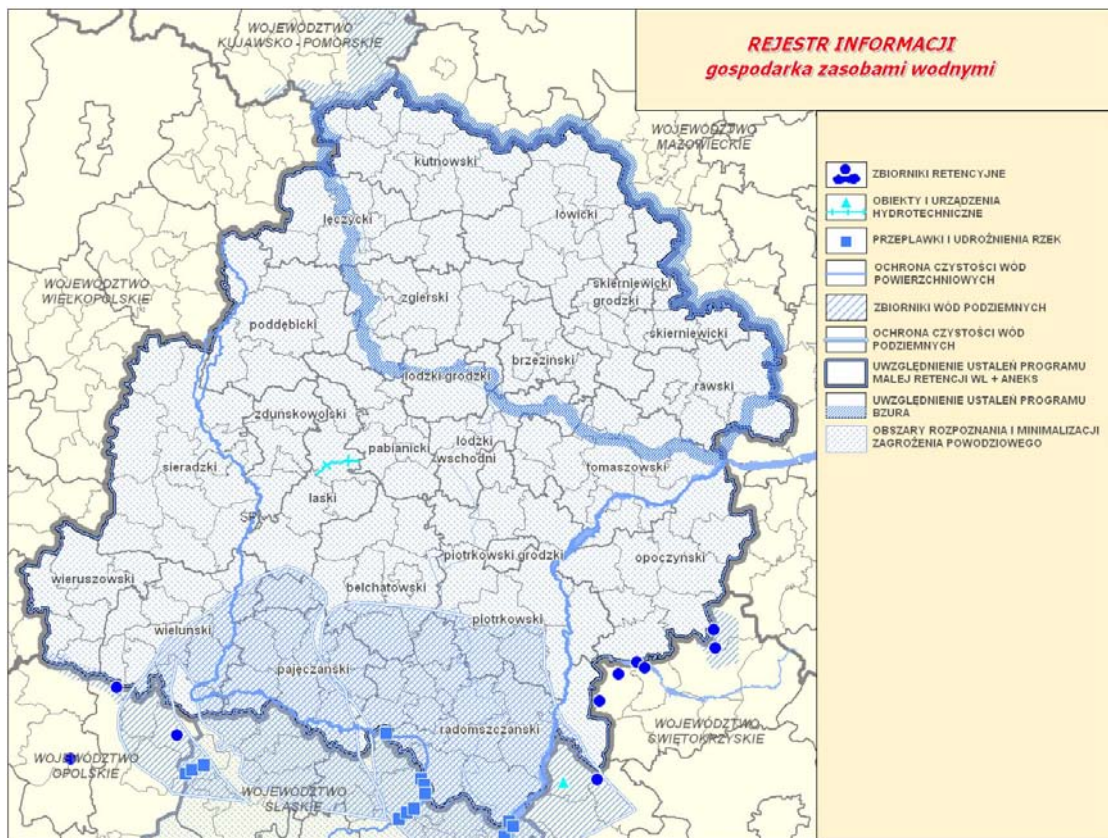 WOJEWÓDZTWO
KUJAWSKO - POMORSKIE
REJESTR INFORMACJI
gospodarka zasobami wodnymi
WOJEWÓDZTWO
MAZOWIECKIE
kutnowski
łęczycki
łowicki
WOJEWÓDZTWO
WIELKOPOLSKIE
zgierski
skierniewicki
grodzki
poddębicki
skierniewicki
brzeziński
łódzki grodzki
rawski
zduńskowolski
pabianicki
łódzki
wschodni
sieradzki
tomaszowski
łaski
piotrkowski grodzki
opoczyński
wieruszowski
bełchatowski
piotrkowski
wieluński
pajęczański
radomszczański
WOJEWÓDZTWO
ŚWIĘTOKRZYSKIE
WOJEWÓDZTWO
OPOLSKIE
WOJEWÓDZTWO
ŚLĄSKIE
ZBIORNIKI RETENCYJNE
OBIEKTY I URZĄDZENIA
HYDROTECHNICZNE
PRZEPŁAWKI I UDROŻNIENIA RZEK
OCHRONA CZYSTOŚCI WÓD
POWIERZCHNIOWYCH
ZBIORNIKI WÓD PODZIEMNYCH
OCHRONA CZYSTOŚCI WÓD
PODZIEMNYCH
UWZGLĘDNIENIE USTALEŃ PROGRAMU
MAŁEJ RETENCJI WŁ + ANEKS
UWZGLĘDNIENIE USTALEŃ PROGRAMU
BZURA
OBSZARY ROZPOZNANIA I MINIMALIZACJI
ZAGROŻENIA POWODZIOWEGO